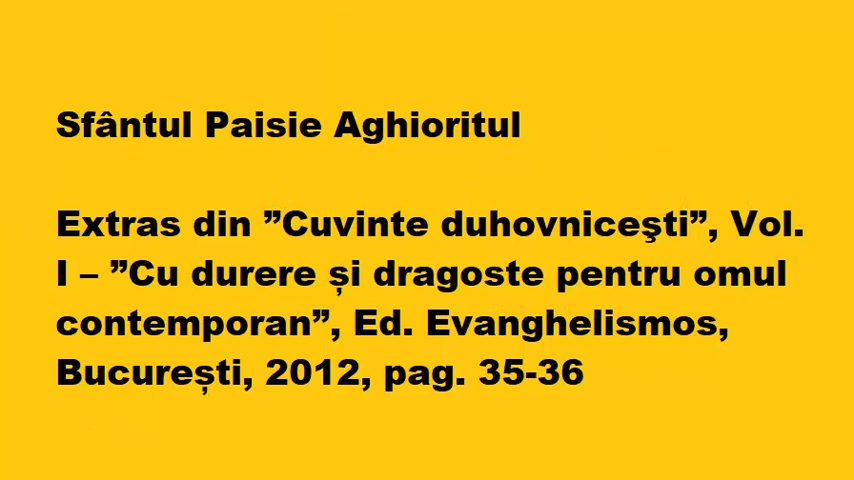 Sfântul Paisie Aghioritul
Extras din ”Cuvinte duhovniceşti”, Vol.
I – ”Cu durere și dragoste pentru omul
contemporan”, Ed. Evanghelismos,
București, 2012, pag. 35-36